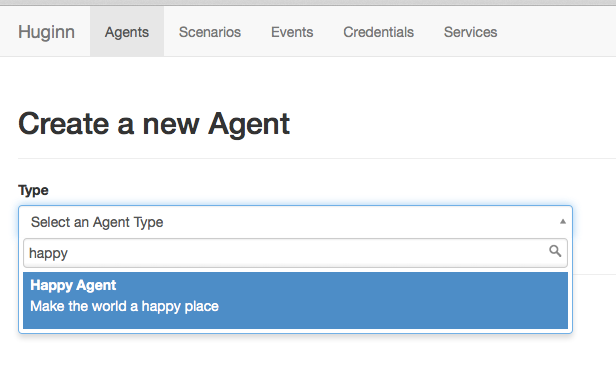 Huginn Agents Scenarios Events Credentials Services
Create a new Agent
Type
Select an Agent Type
happy
Happy Agent
Make the world a happy place